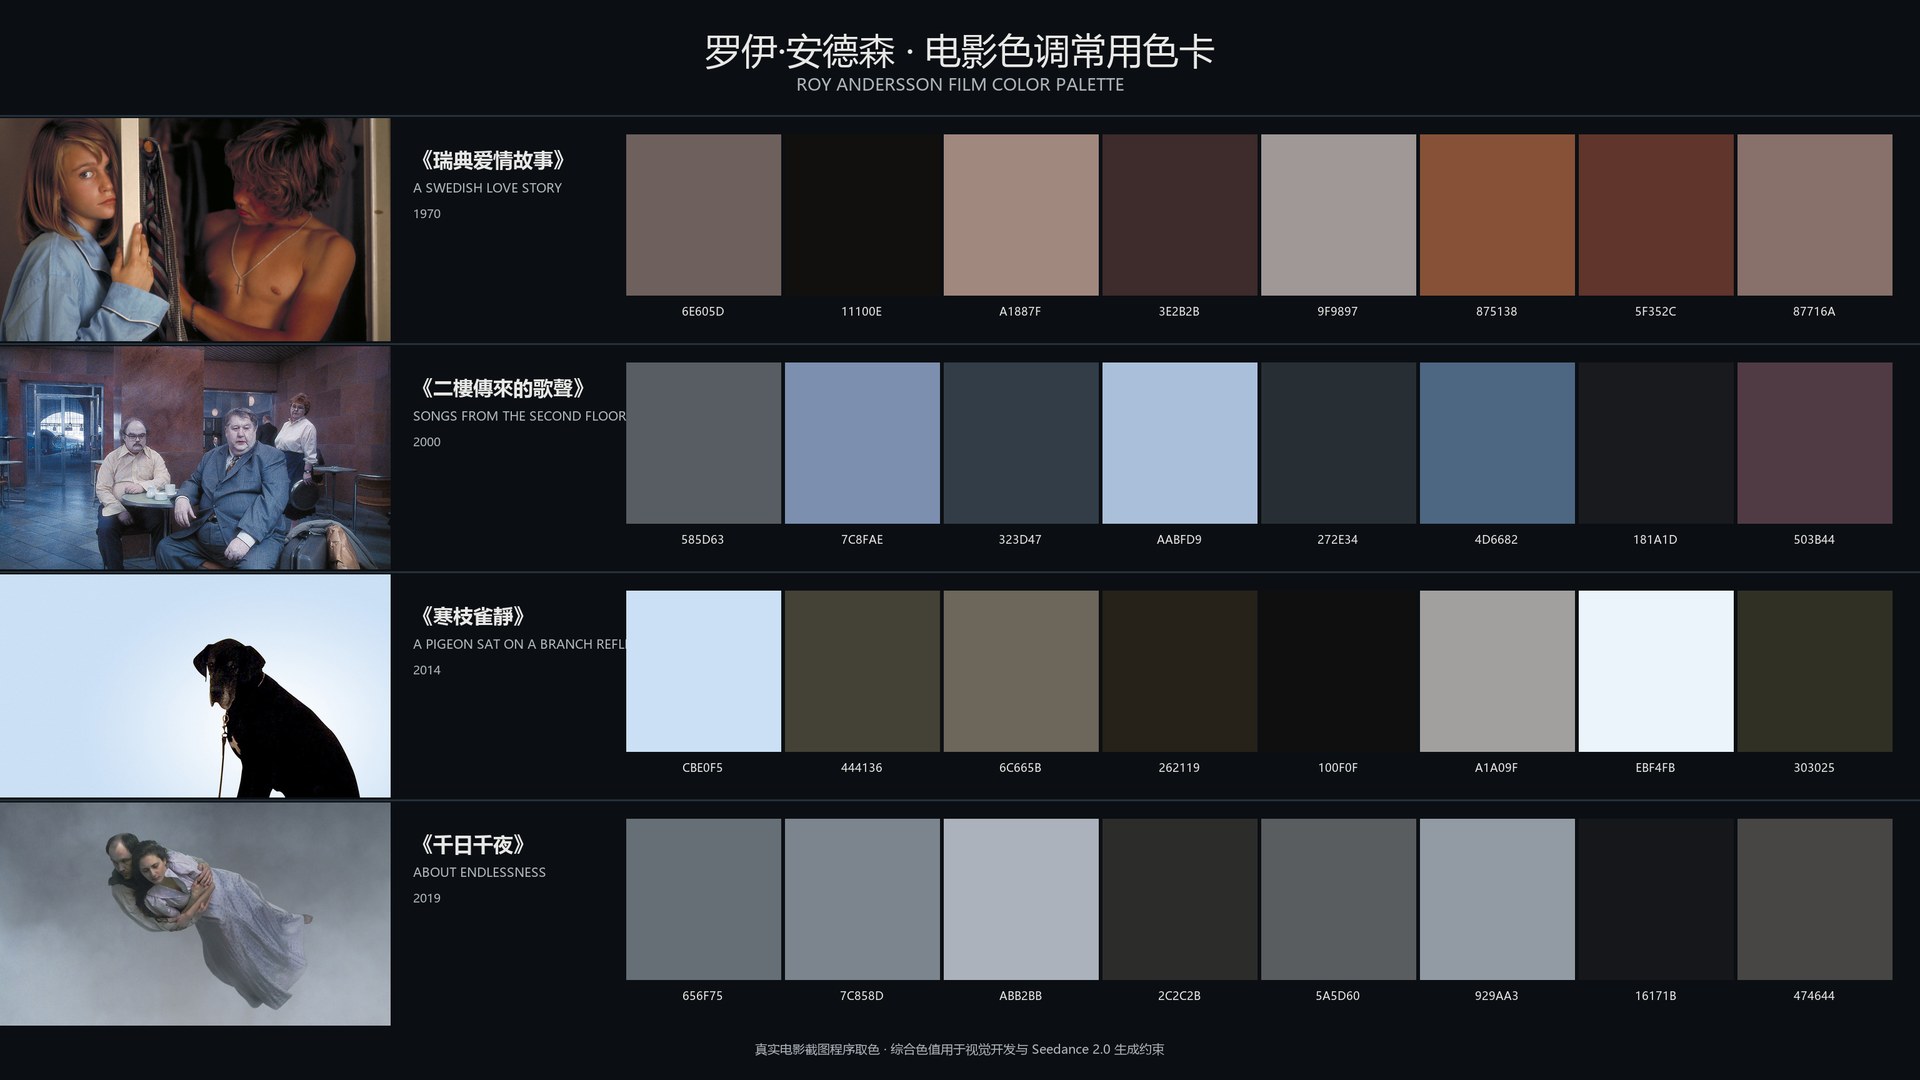 罗伊·安德森 · 电影色调常用色卡
ROY ANDERSSON FILM COLOR PALETTE
《瑞典爱情故事》
A SWEDISH LOVE STORY
1970
6E605D 11100E A1887F 3E2B2B 9F9897 875138 5F352C 87716A
《二樓傳來的歌聲》
SONGS FROM THE SECOND FLOOR
2000
585D63 7C8FAE 323D47 AABFD9 272E34 4D6682 181A1D 503B44
《寒枝雀靜》
A PIGEON SAT ON A BRANCH REFL
2014
CBE0F5 444136 6C665B 262119 100F0F A1A09F EBF4FB 303025
《千日千夜》
ABOUT ENDLESSNESS
2019
656F75 7C858D ABB2BB 2C2C2B 5A5D60 929AA3 16171B 474644
真实电影截图程序取色 · 综合色值用于视觉开发与 Seedance 2.0 生成约束